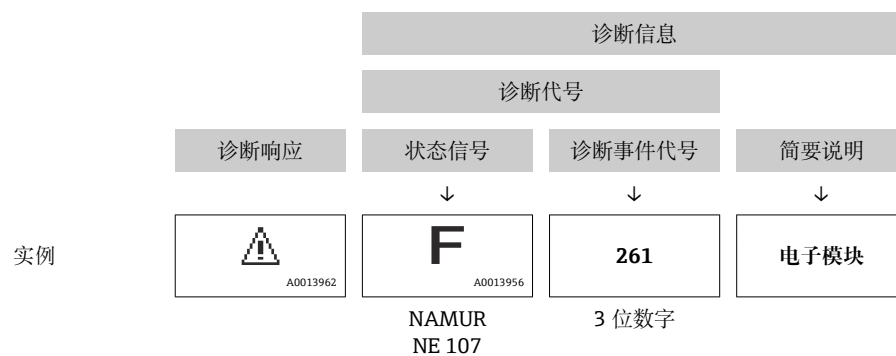 诊断信息
诊断代号
诊断响应 状态信号 诊断事件代号 简要说明
↓ ↓ ↓
实例 F 261 电子模块
A0013962 A0013956
NAMUR 3 位数字
NE 107